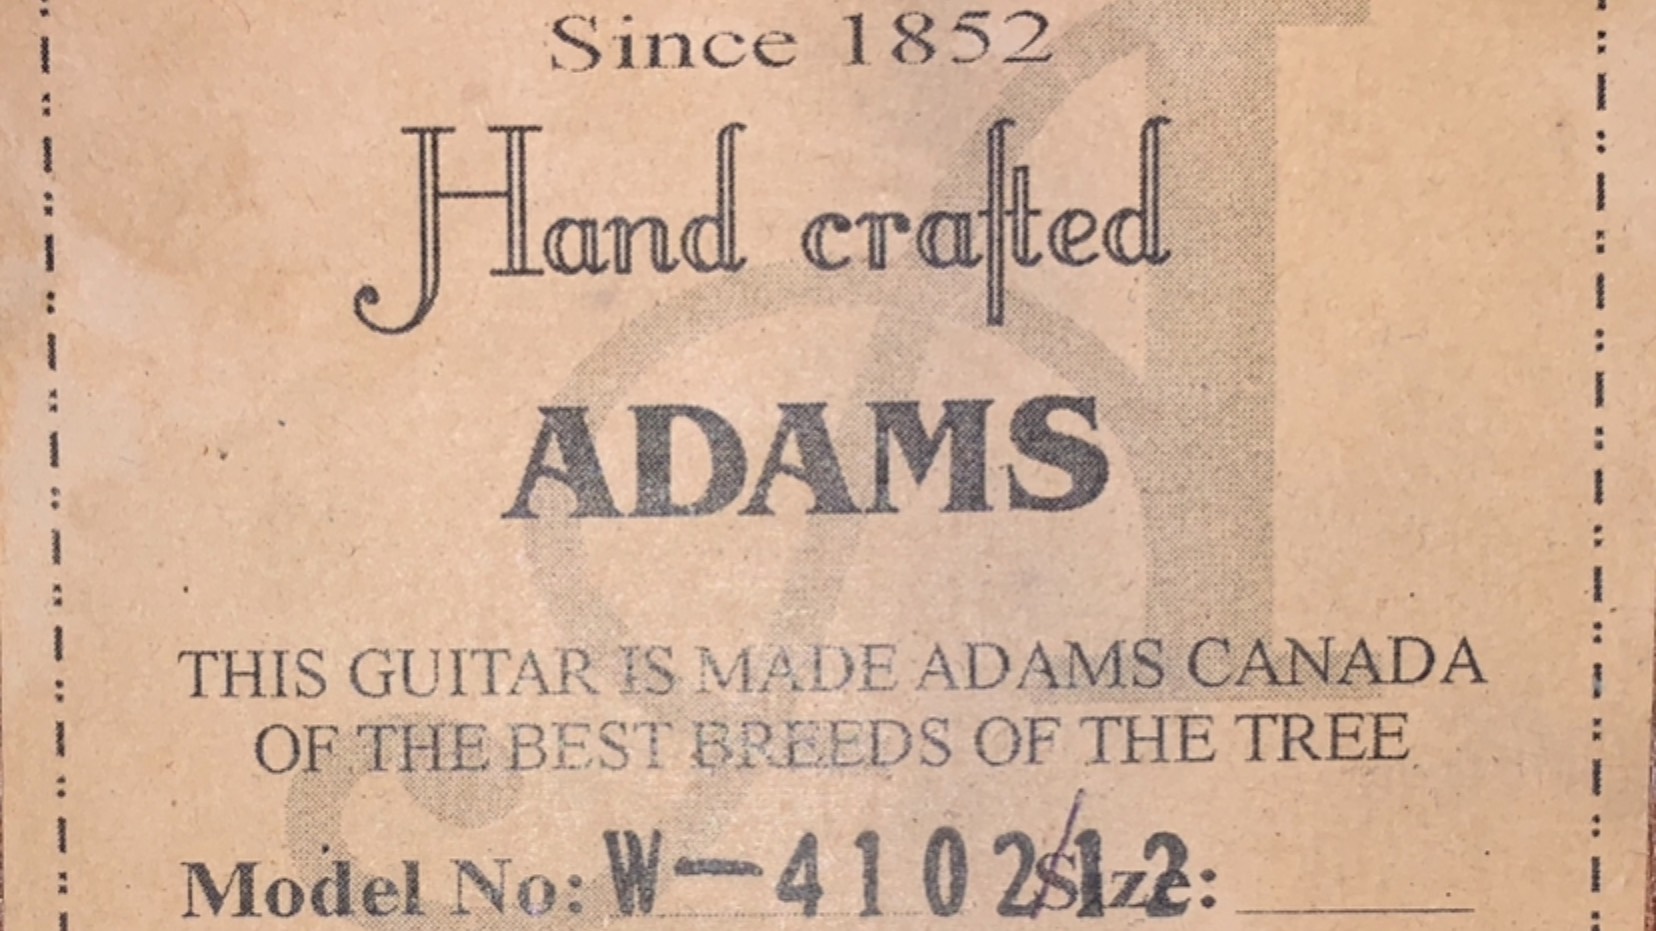 Since 1852
Hand crafted
ADAMS
THIS GUITAR IS MADE ADAMS CANADA
OF THE BEST BREEDS OF THE TREE
Model No: W-4102/12 Size: